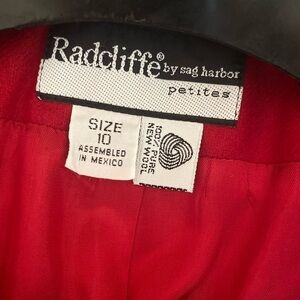 Radcliffe® by sag harbor
petites
SIZE
10
ASSEMBLED
IN MEXICO
100% PURE
NEW WOOL